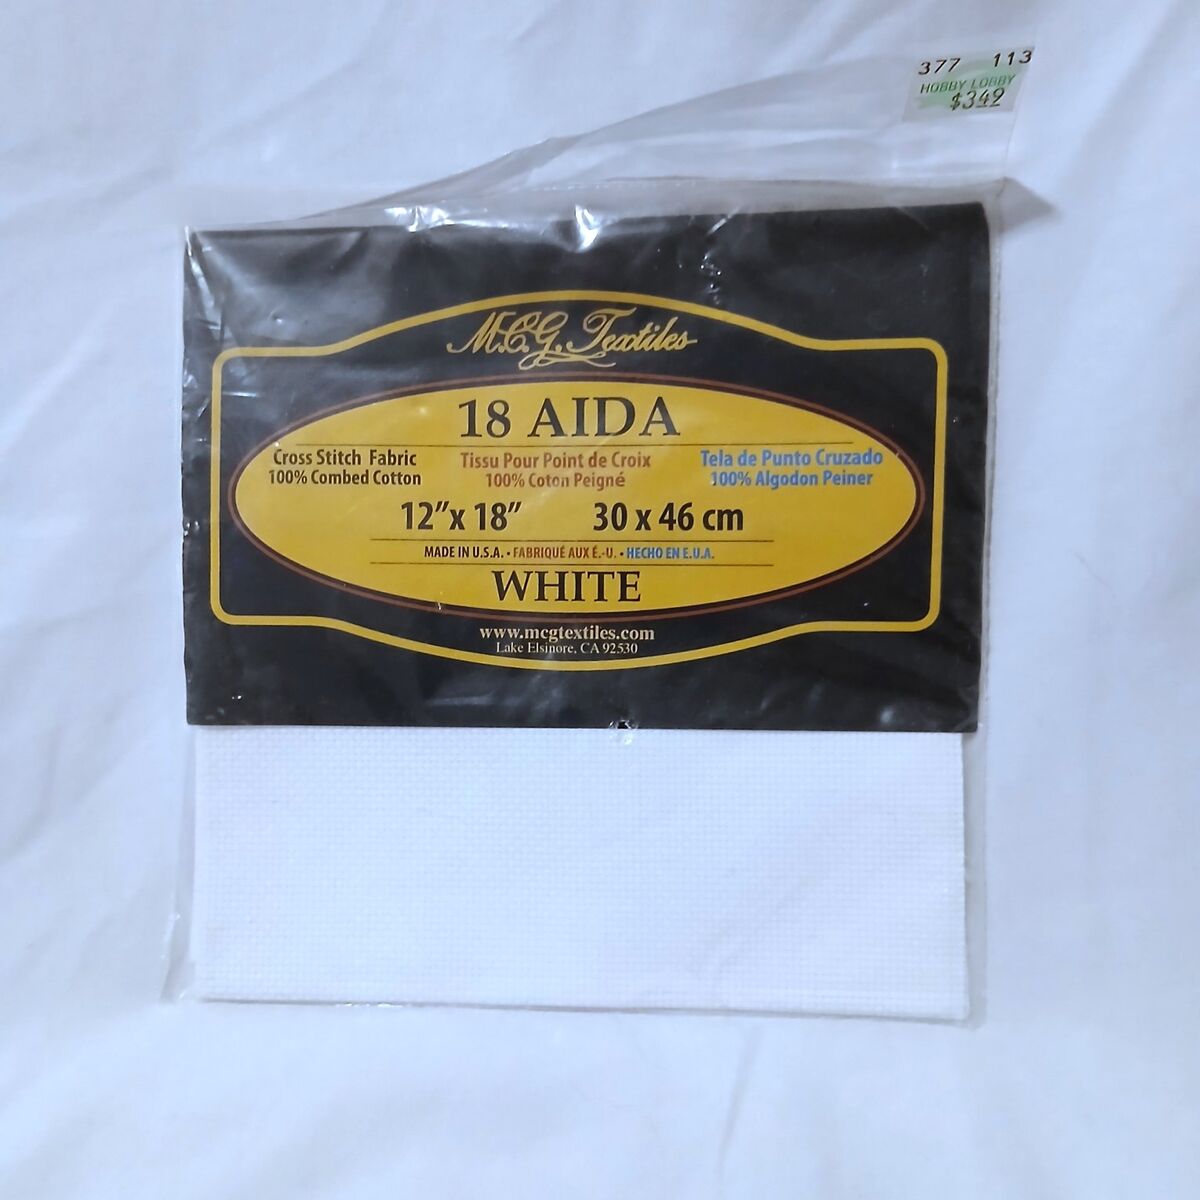 377 113
HOBBY LOBBY
$3.49
M.C.G. Textiles
18 AIDA
Cross Stitch Fabric
100% Combed Cotton
Tissu Pour Point de Croix
100% Coton Peigné
Tela de Punto Cruzado
100% Algodon Peiner
12”x 18” 30 x 46 cm
MADE IN U.S.A. • FABRIQUÉ AUX É.-U. • HECHO EN E.U.A.
WHITE
www.mcgtextiles.com
Lake Elsinore, CA 92530